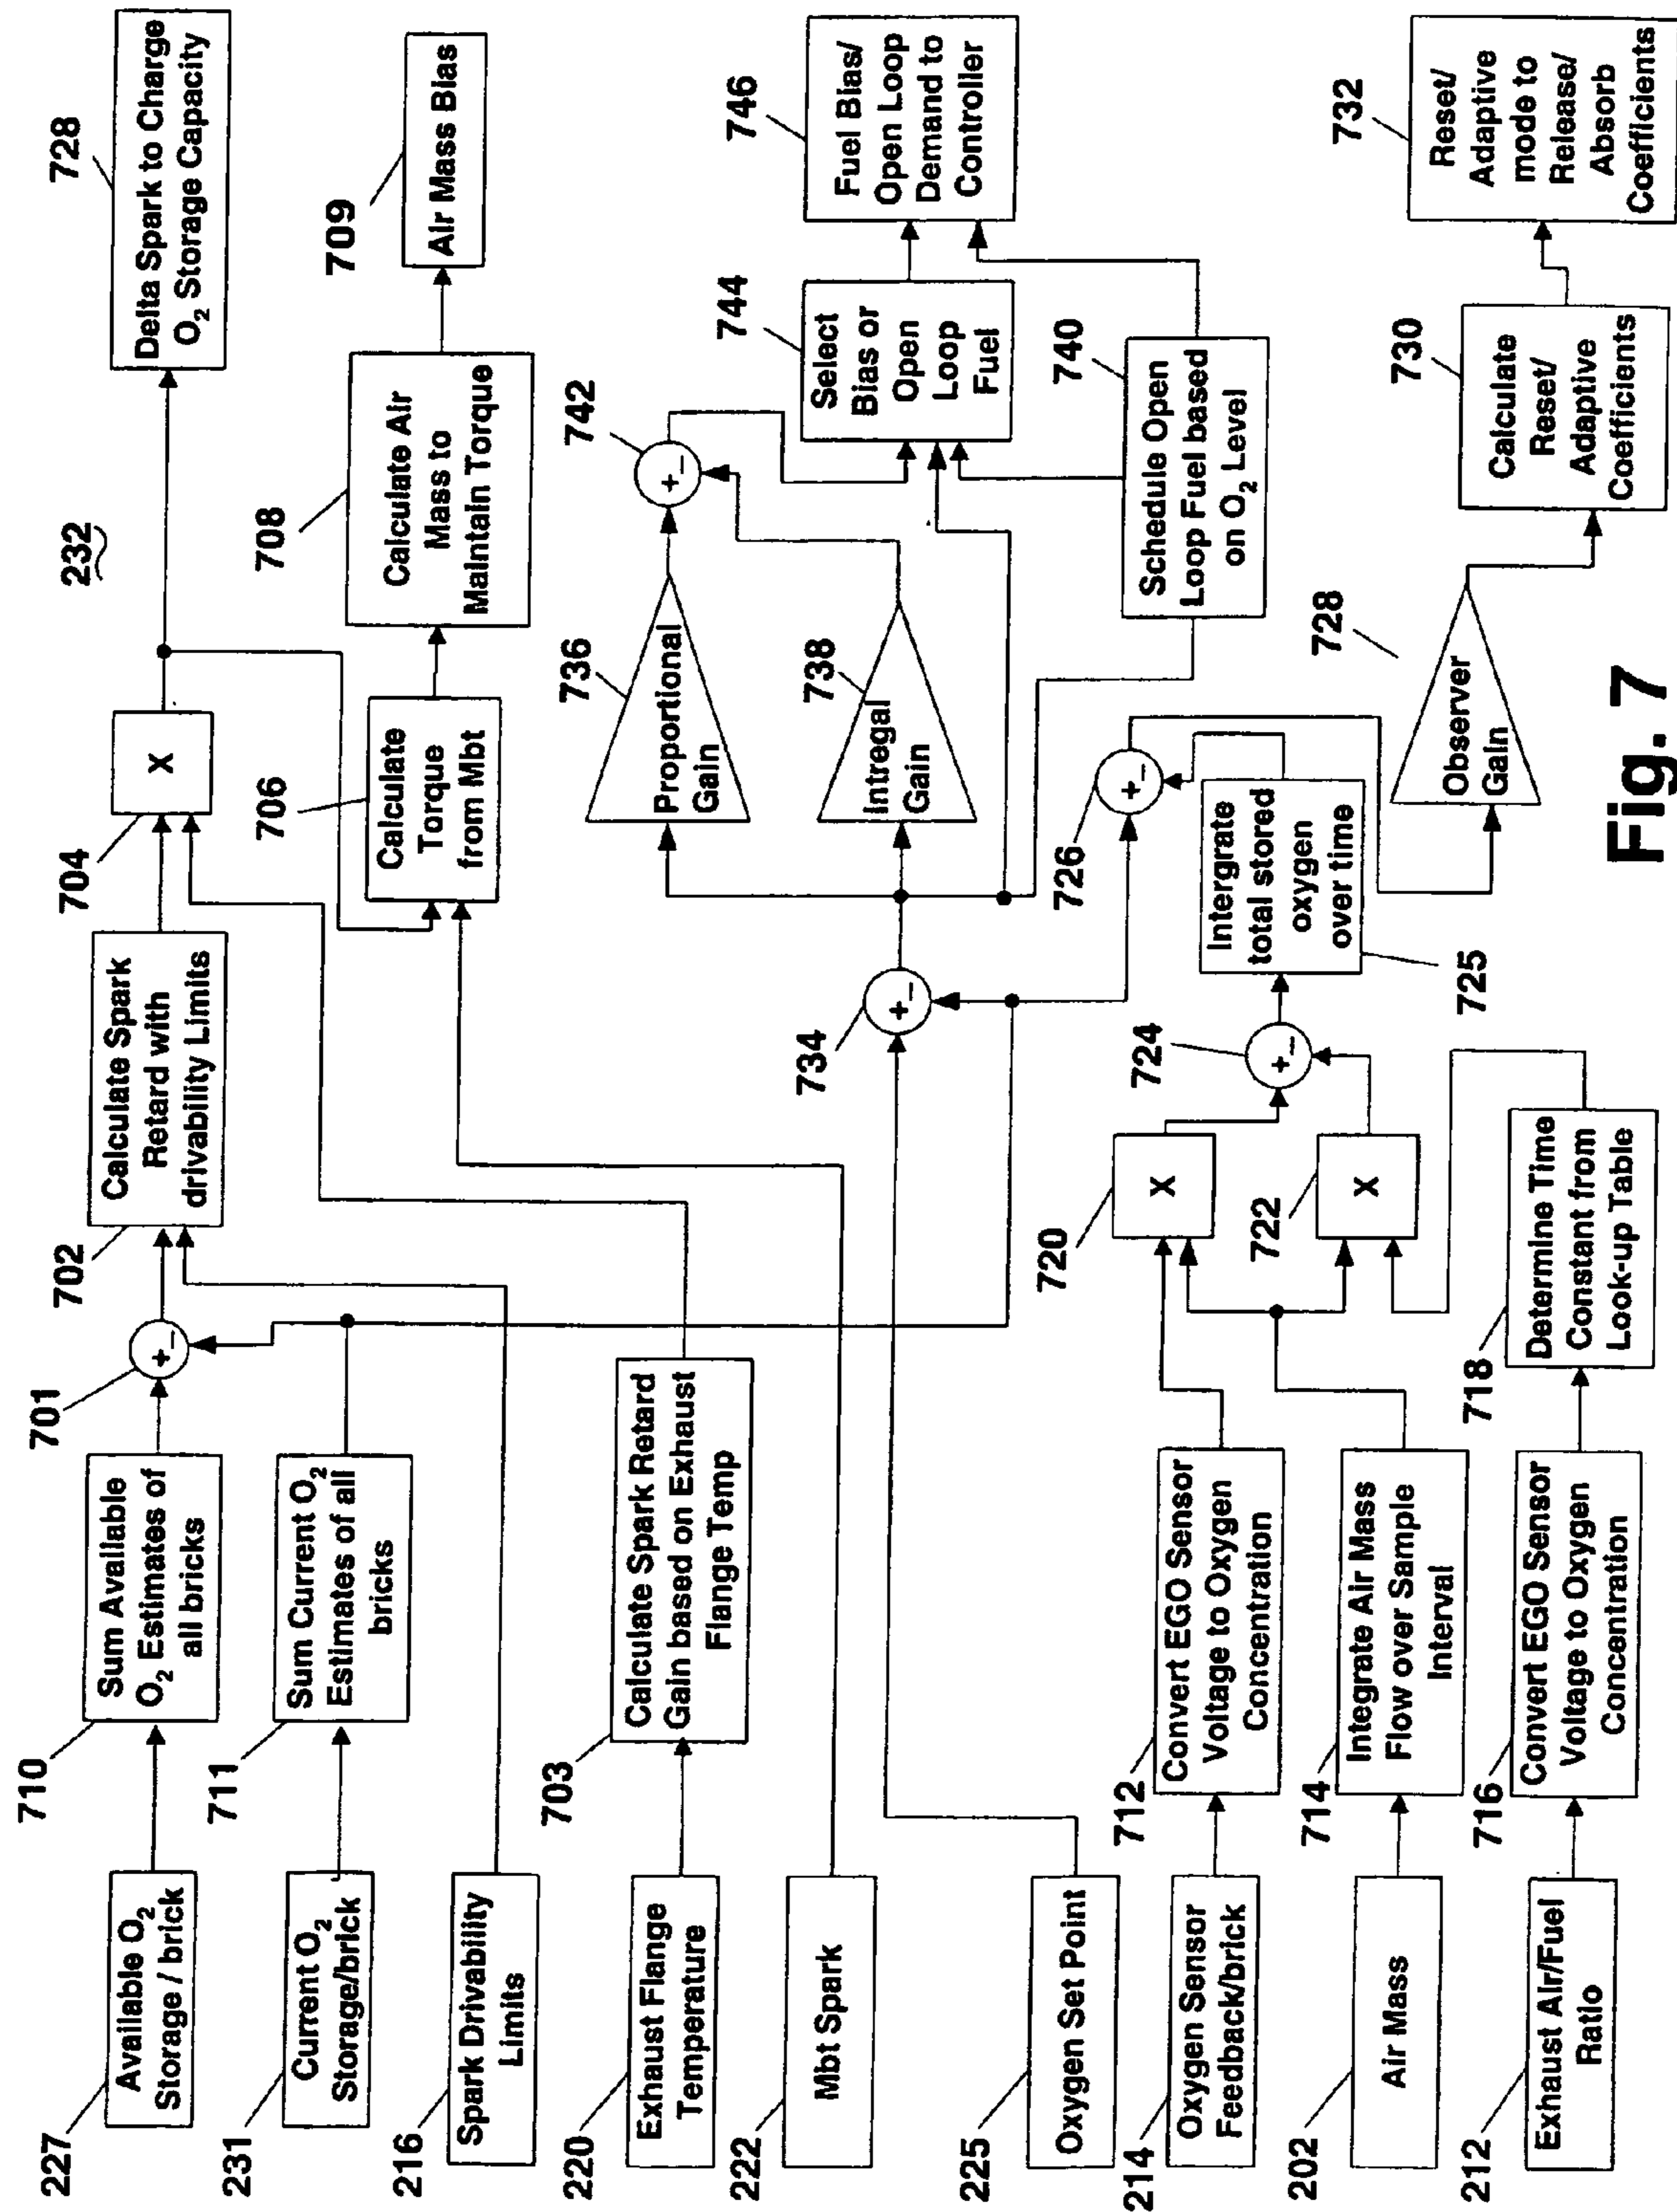 232
227
Available O₂
Storage / brick
710
Sum Available
O₂ Estimates of
all bricks
701
+
–
702
Calculate Spark
Retard with
drivability Limits
704
X
728
Delta Spark to Charge
O₂ Storage Capacity
231
Current O₂
Storage/brick
711
Sum Current O₂
Estimates of all
bricks
216
Spark Drivability
Limits
706
Calculate
Torque
from Mbt
708
Calculate Air
Mass to
Maintain Torque
709
Air Mass Bias
220
Exhaust Flange
Temperature
703
Calculate Spark Retard
Gain based on Exhaust
Flange Temp
222
Mbt Spark
736
Proportional
Gain
742
+
–
744
Select
Bias or
Open
Loop
Fuel
746
Fuel Bias/
Open Loop
Demand to
Controller
225
Oxygen Set Point
734
+
–
738
Intregal
Gain
740
Schedule Open
Loop Fuel based
on O₂ Level
214
Oxygen Sensor
Feedback/brick
712
Convert EGO Sensor
Voltage to Oxygen
Concentration
720
X
724
+
–
725
Intergrate
total stored
oxygen
over time
726
+
–
728
Observer
Gain
730
Calculate
Reset/
Adaptive
Coefficients
732
Reset/
Adaptive
mode to
Release/
Absorb
Coefficients
202
Air Mass
714
Integrate Air Mass
Flow over Sample
Interval
722
X
212
Exhaust Air/Fuel
Ratio
716
Convert EGO Sensor
Voltage to Oxygen
Concentration
718
Determine Time
Constant from
Look-up Table
Fig. 7